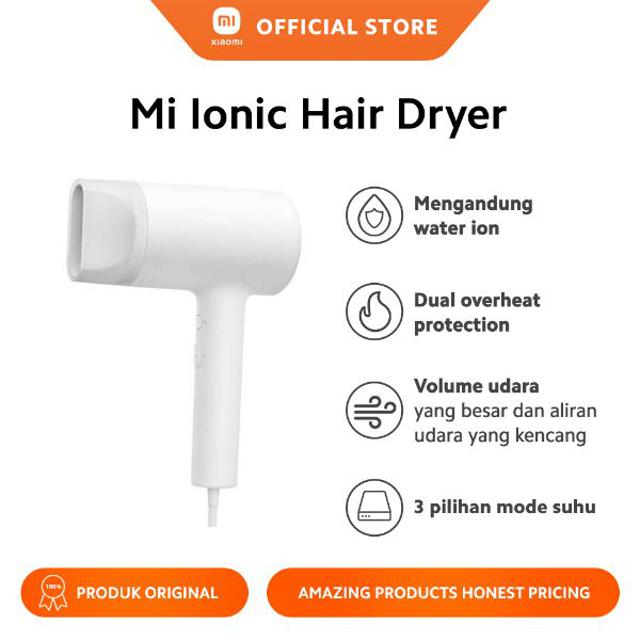 mi
xiaomi
OFFICIAL STORE
Mi Ionic Hair Dryer
Mengandung
water ion
Dual overheat
protection
Volume udara
yang besar dan aliran
udara yang kencang
3 pilihan mode suhu
100%
PRODUK ORIGINAL
AMAZING PRODUCTS HONEST PRICING